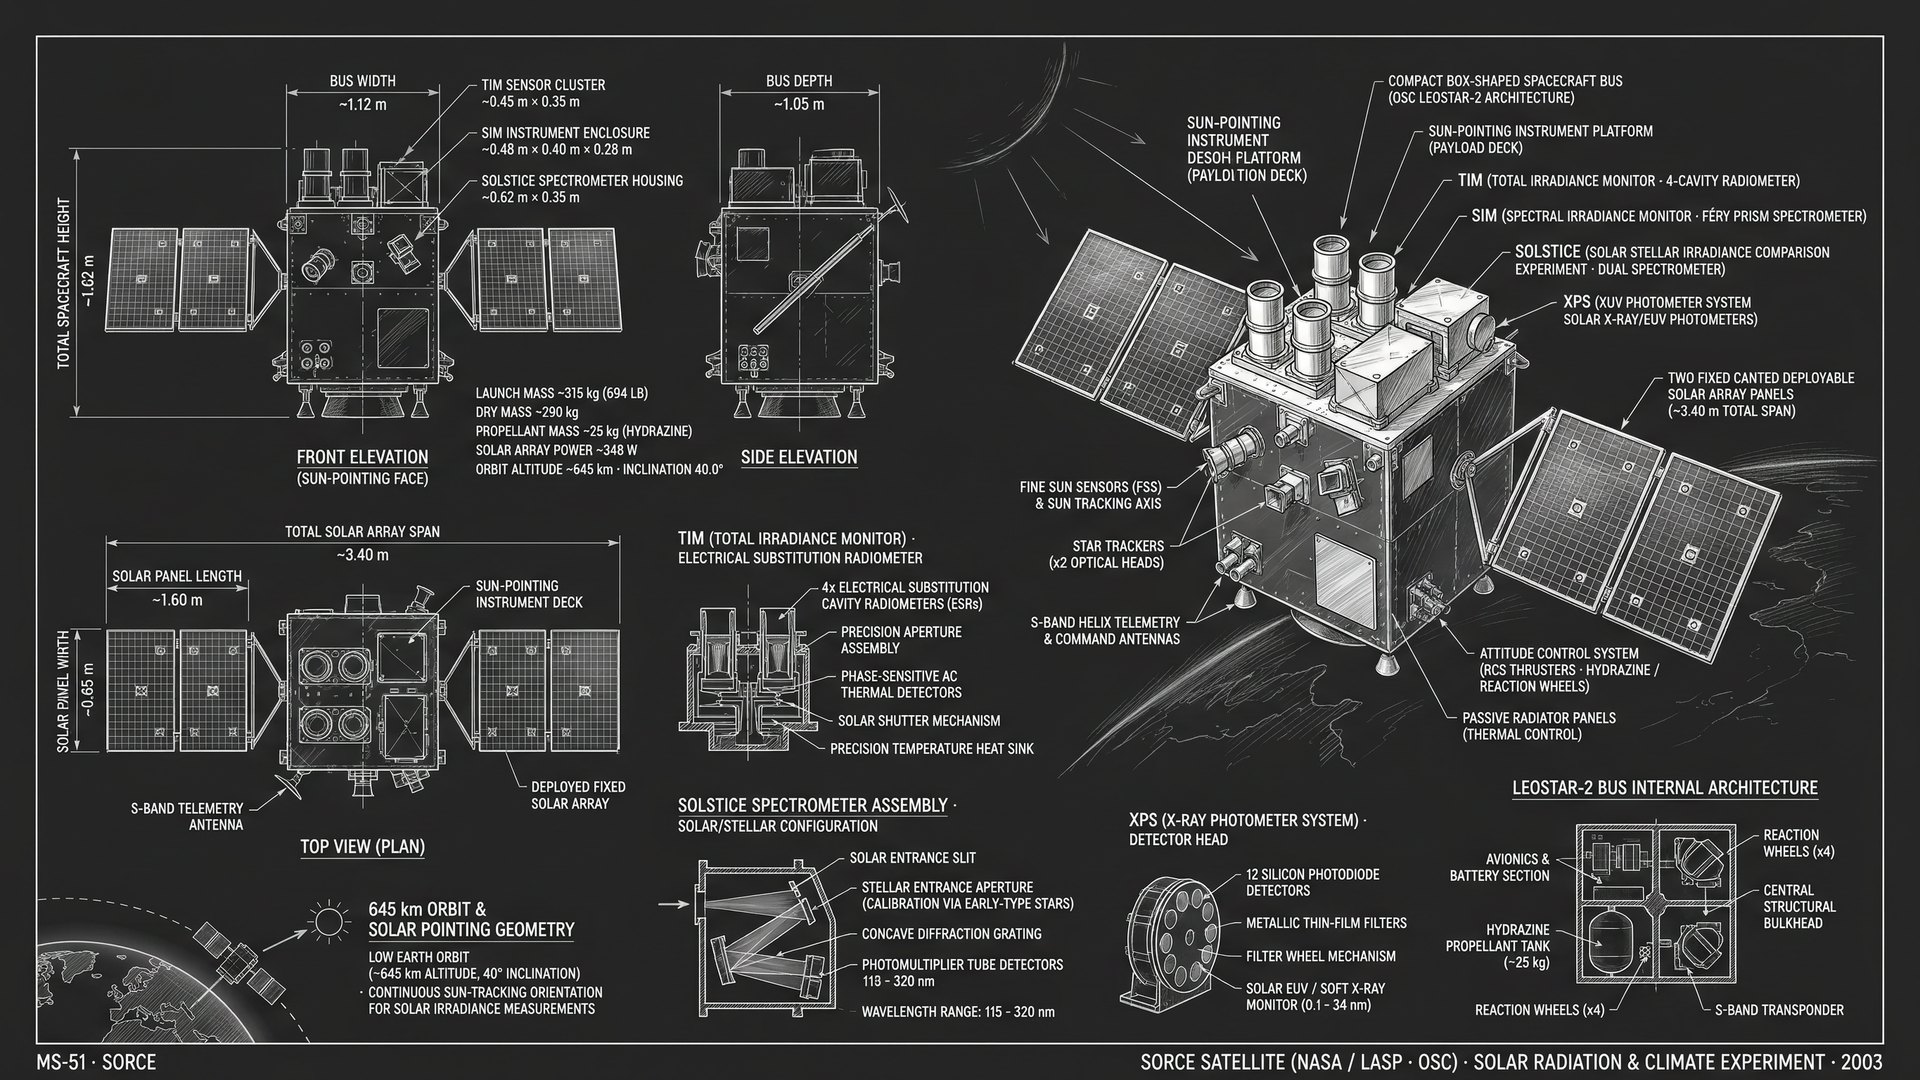 BUS WIDTH
~1.12 m
TIM SENSOR CLUSTER
~0.45 m × 0.35 m
SIM INSTRUMENT ENCLOSURE
~0.48 m × 0.40 m × 0.28 m
SOLSTICE SPECTROMETER HOUSING
~0.62 m × 0.35 m
TOTAL SPACECRAFT HEIGHT
LAUNCH MASS ~315 kg (694 LB)
DRY MASS ~290 kg
PROPELLANT MASS ~25 kg (HYDRAZINE)
SOLAR ARRAY POWER ~348 W
ORBIT ALTITUDE ~645 km · INCLINATION 40.0°
FRONT ELEVATION
(SUN-POINTING FACE)
BUS DEPTH
~1.05 m
SIDE ELEVATION
SUN-POINTING
INSTRUMENT
DESOH PLATFORM
(PAYLDITION DECK)
COMPACT BOX-SHAPED SPACECRAFT BUS
(OSC LEOSTAR-2 ARCHITECTURE)
SUN-POINTING INSTRUMENT PLATFORM
(PAYLOAD DECK)
TIM (TOTAL IRRADIANCE MONITOR · 4-CAVITY RADIOMETER)
SIM (SPECTRAL IRRADIANCE MONITOR · FÉRY PRISM SPECTROMETER)
SOLSTICE (SOLAR STELLAR IRRADIANCE COMPARISON
EXPERIMENT · DUAL SPECTROMETER)
XPS (XUV PHOTOMETER SYSTEM
SOLAR X-RAY/EUV PHOTOMETERS)
TWO FIXED CANTED DEPLOYABLE
SOLAR ARRAY PANELS
(~3.40 m TOTAL SPAN)
FINE SUN SENSORS (FSS)
& SUN TRACKING AXIS
STAR TRACKERS
(x2 OPTICAL HEADS)
S-BAND HELIX TELEMETRY
& COMMAND ANTENNAS
ATTITUDE CONTROL SYSTEM
(RCS THRUSTERS · HYDRAZINE /
REACTION WHEELS)
PASSIVE RADIATOR PANELS
(THERMAL CONTROL)
TOTAL SOLAR ARRAY SPAN
~3.40 m
SOLAR PANEL LENGTH
~1.60 m
~0.65 m
SUN-POINTING
INSTRUMENT DECK
DEPLOYED FIXED
SOLAR ARRAY
S-BAND TELEMETRY
ANTENNA
TOP VIEW (PLAN)
TIM (TOTAL IRRADIANCE MONITOR) ·
ELECTRICAL SUBSTITUTION RADIOMETER
4x ELECTRICAL SUBSTITUTION
CAVITY RADIOMETERS (ESRs)
PRECISION APERTURE
ASSEMBLY
PHASE-SENSITIVE AC
THERMAL DETECTORS
SOLAR SHUTTER MECHANISM
PRECISION TEMPERATURE HEAT SINK
SOLSTICE SPECTROMETER ASSEMBLY ·
SOLAR/STELLAR CONFIGURATION
SOLAR ENTRANCE SLIT
STELLAR ENTRANCE APERTURE
(CALIBRATION VIA EARLY-TYPE STARS)
CONCAVE DIFFRACTION GRATING
PHOTOMULTIPLIER TUBE DETECTORS
- 320 nm
WAVELENGTH RANGE: 115 - 320 nm
XPS (X-RAY PHOTOMETER SYSTEM) ·
DETECTOR HEAD
12 SILICON PHOTODIODE
DETECTORS
METALLIC THIN-FILM FILTERS
FILTER WHEEL MECHANISM
SOLAR EUV / SOFT X-RAY
MONITOR (0.1 - 34 nm)
LEOSTAR-2 BUS INTERNAL ARCHITECTURE
AVIONICS &
BATTERY SECTION
HYDRAZINE
PROPELLANT TANK
(~25 kg)
REACTION WHEELS (x4)
REACTION
WHEELS (x4)
CENTRAL
STRUCTURAL
BULKHEAD
S-BAND TRANSPONDER
645 km ORBIT &
SOLAR POINTING GEOMETRY
LOW EARTH ORBIT
(~645 km ALTITUDE, 40° INCLINATION)
· CONTINUOUS SUN-TRACKING ORIENTATION
FOR SOLAR IRRADIANCE MEASUREMENTS
MS-51 · SORCE
SORCE SATELLITE (NASA / LASP · OSC) · SOLAR RADIATION & CLIMATE EXPERIMENT · 2003